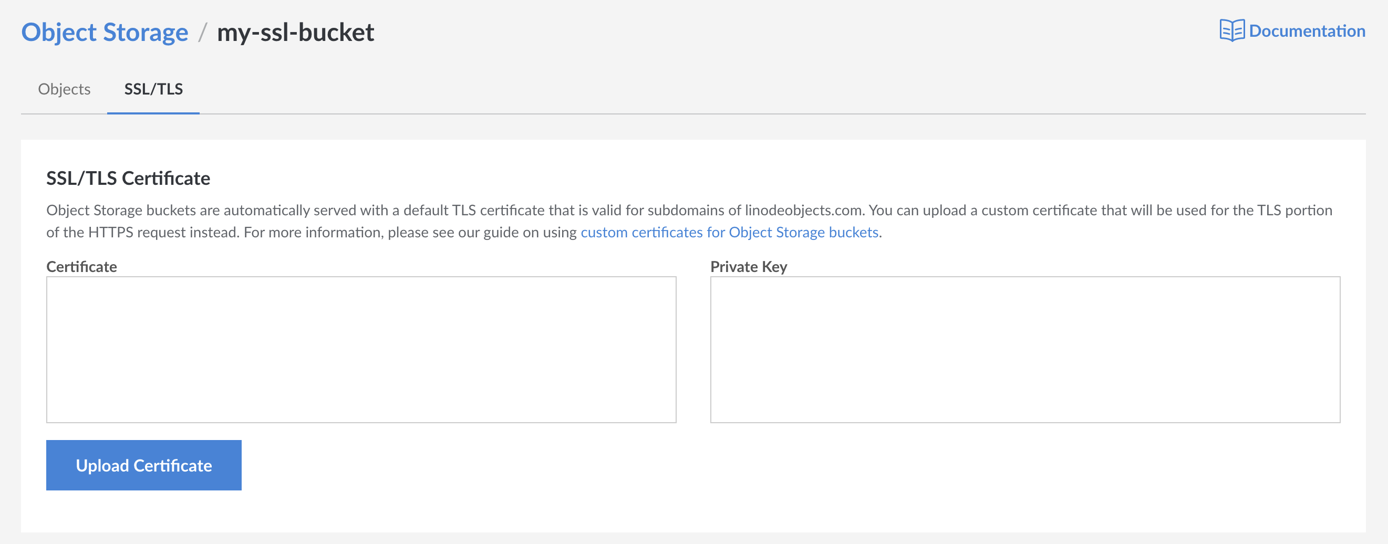 Object Storage / my-ssl-bucket
Documentation
Objects
SSL/TLS
SSL/TLS Certificate
Object Storage buckets are automatically served with a default TLS certificate that is valid for subdomains of linodeobjects.com. You can upload a custom certificate that will be used for the TLS portion
of the HTTPS request instead. For more information, please see our guide on using custom certificates for Object Storage buckets.
Certificate
Private Key
Upload Certificate